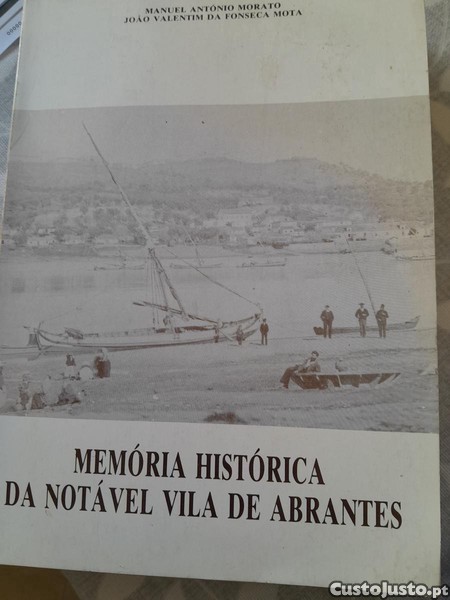 MANUEL ANTÓNIO MORATO
JOÃO VALENTIM DA FONSECA MOTA
MEMÓRIA HISTÓRICA
DA NOTÁVEL VILA DE ABRANTES
CustoJusto.pt